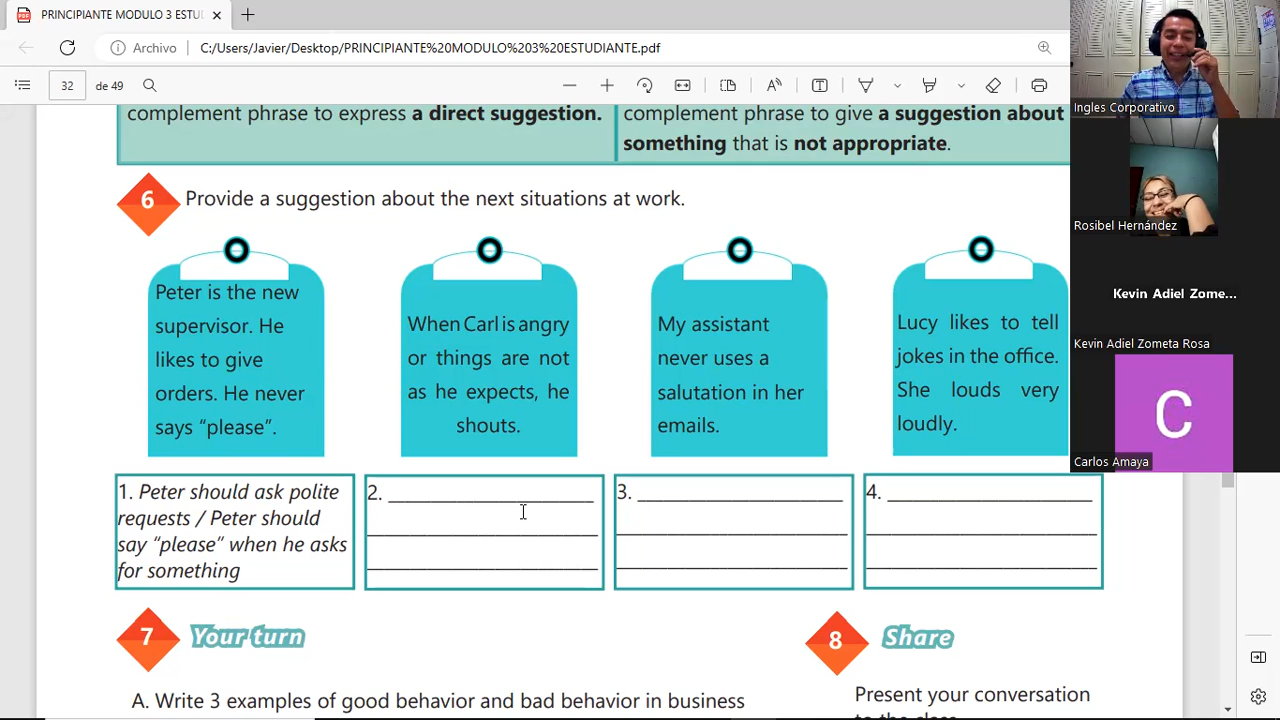 PRINCIPIANTE MODULO 3 ESTU
Archivo
C:/Users/Javier/Desktop/PRINCIPIANTE%20MODULO%203%20ESTUDIANTE.pdf
32
de 49
complement phrase to express a direct suggestion.
complement phrase to give a suggestion about
something that is not appropriate.
6
Provide a suggestion about the next situations at work.
Peter is the new
supervisor. He
likes to give
orders. He never
says “please”.
When Carl is angry
or things are not
as he expects, he
shouts.
My assistant
never uses a
salutation in her
emails.
Lucy likes to tell
jokes in the office.
She louds very
loudly.
1. Peter should ask polite
requests / Peter should
say “please” when he asks
for something
2. ____________________
3. ____________________
4. ____________________
7
Your turn
8
Share
A. Write 3 examples of good behavior and bad behavior in business
Present your conversation
to the class.
Ingles Corporativo
Rosibel Hernández
Kevin Adiel Zome...
Kevin Adiel Zometa Rosa
C
Carlos Amaya